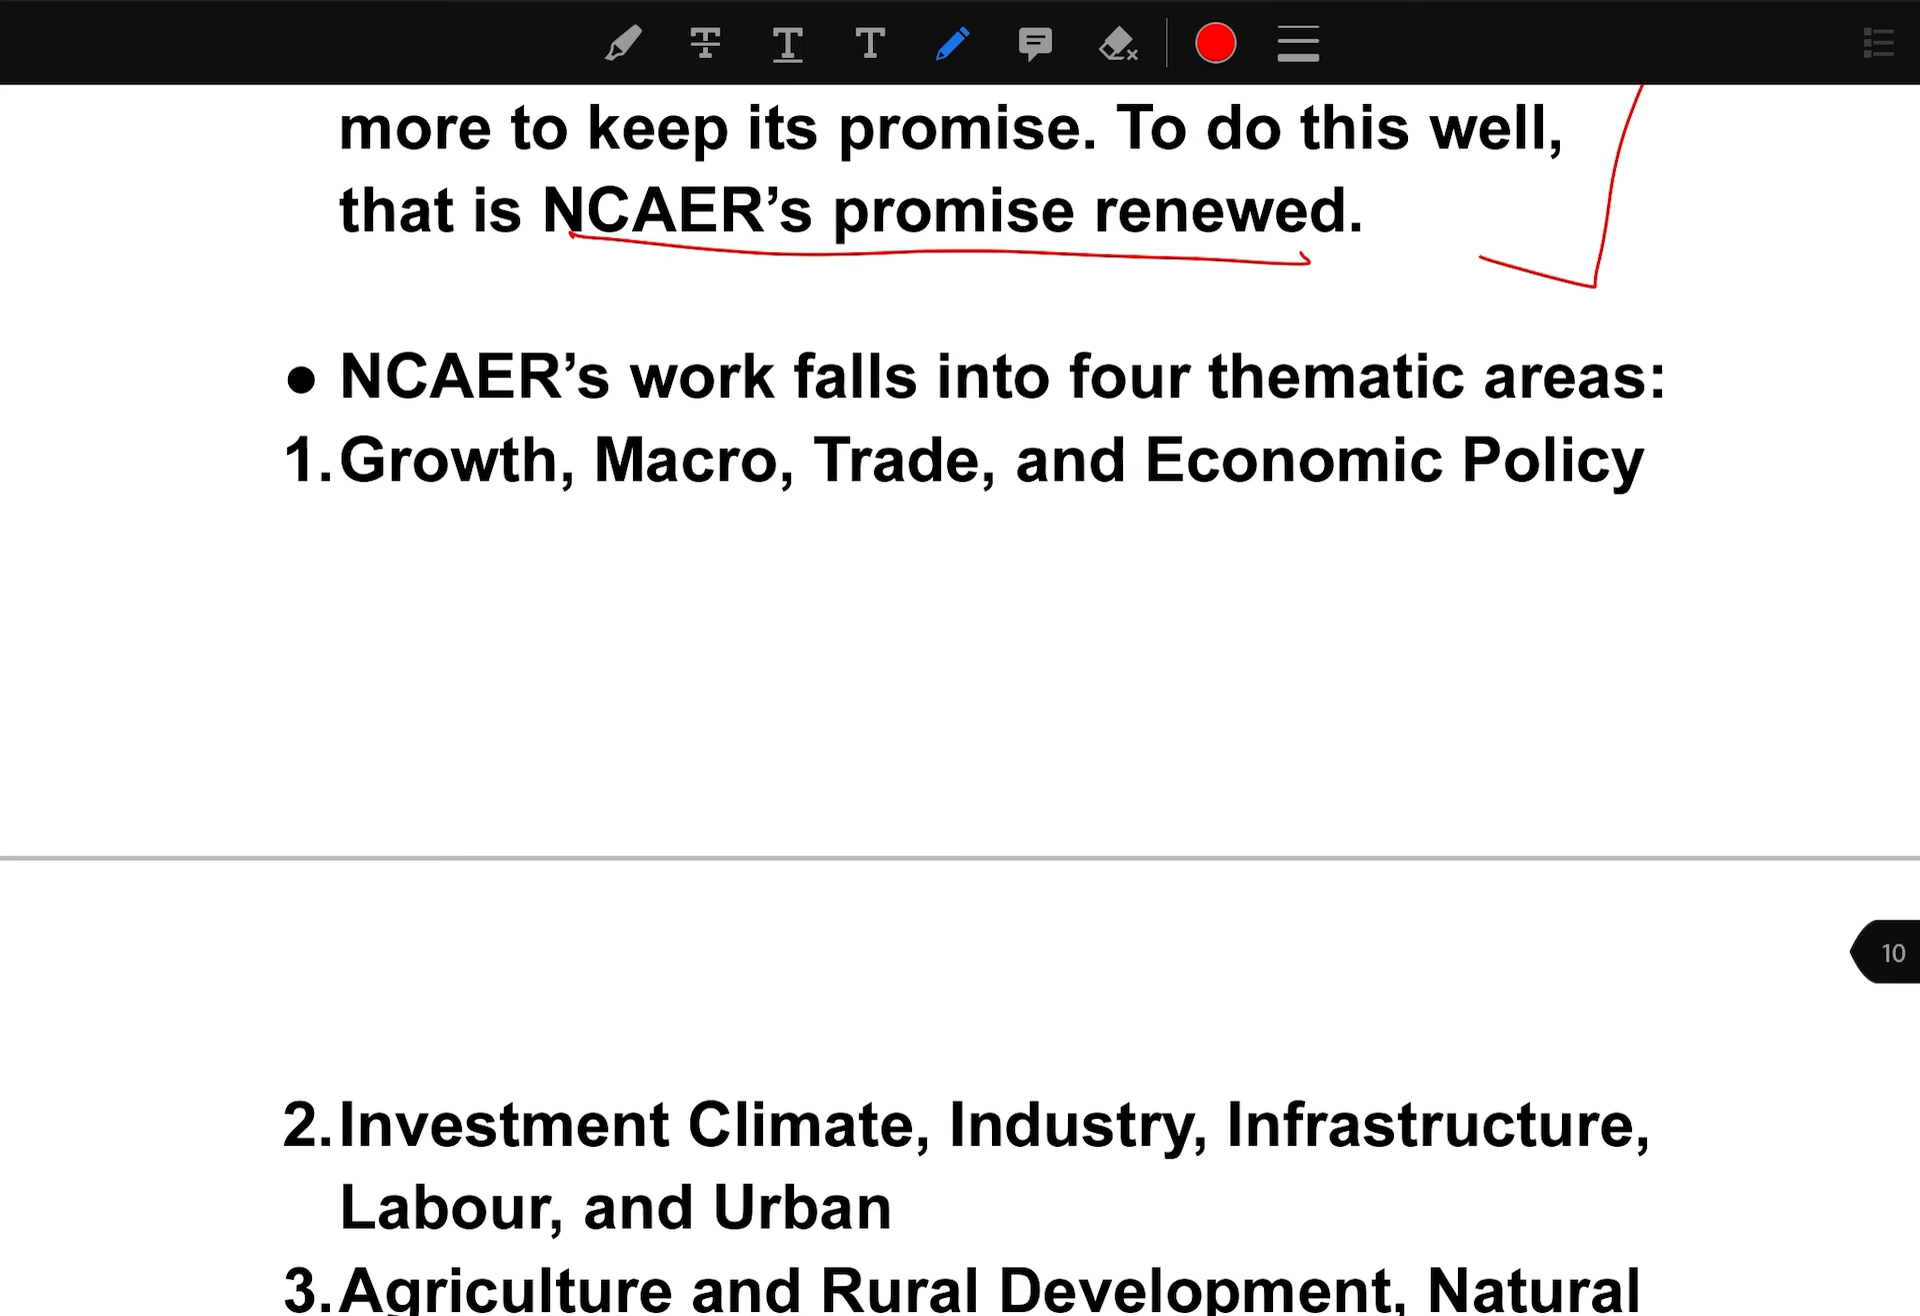 more to keep its promise. To do this well,
that is NCAER’s promise renewed.
● NCAER’s work falls into four thematic areas:
1. Growth, Macro, Trade, and Economic Policy
10
2. Investment Climate, Industry, Infrastructure,
Labour, and Urban
3. Agriculture and Rural Development, Natural